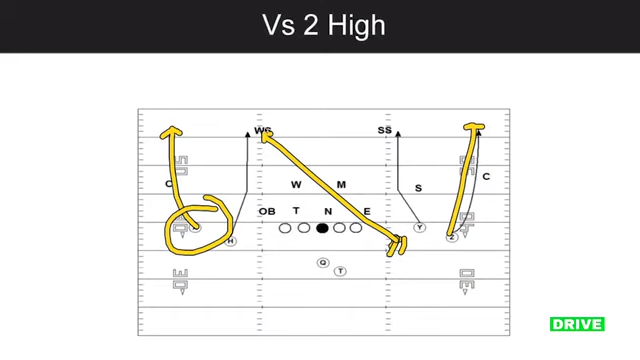 Vs 2 High
WS SS
C W M S C
OB T N E
H Y Z
Q T
DRIVE